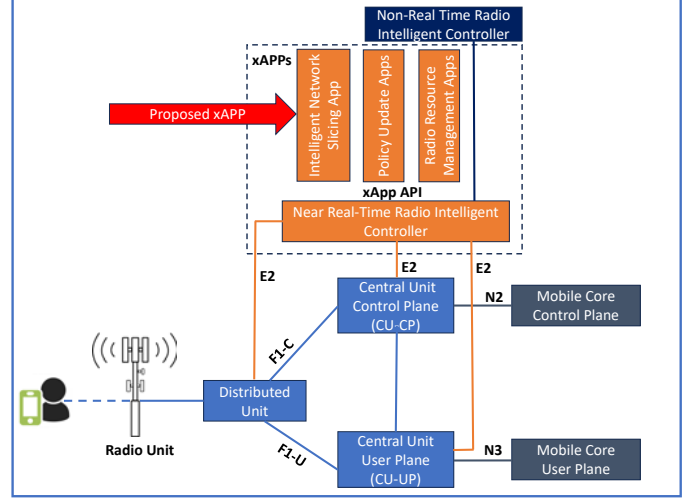 Non-Real Time Radio
Intelligent Controller
xAPPs
Proposed xAPP
Intelligent Network
Slicing App
Policy Update Apps
Radio Resource
Management Apps
xApp API
Near Real-Time Radio Intelligent
Controller
E2
E2
E2
Central Unit
Control Plane
(CU-CP)
N2
Mobile Core
Control Plane
F1-C
Distributed
Unit
Radio Unit
F1-U
Central Unit
User Plane
(CU-UP)
N3
Mobile Core
User Plane